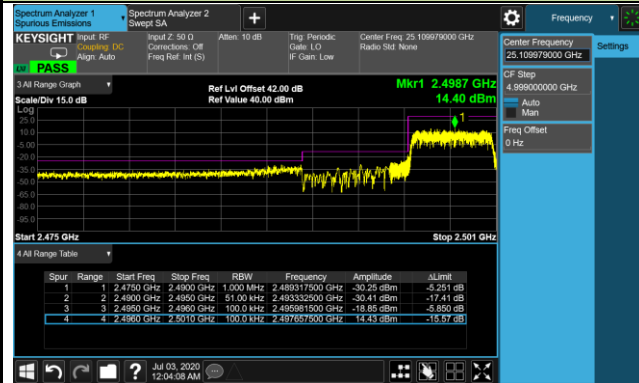 Spectrum Analyzer 1
Spurious Emissions
Spectrum Analyzer 2
Swept SA
+
Frequency
KEYSIGHT
Input: RF
Coupling: DC
Align: Auto
Input Z: 50 Ω
Corrections: Off
Freq Ref: Int (S)
Atten: 10 dB
Trig: Periodic
Gate: LO
IF Gain: Low
Center Freq: 25.109979000 GHz
Radio Std: None
LM PASS
Center Frequency
25.109999000 GHz
Settings
CF Step
4.999000000 GHz
Auto
Man
Freq Offset
0 Hz
3 All Range Graph
Scale/Div 15.0 dB
Ref Lvl Offset 42.00 dB
Ref Value 40.00 dBm
Mkr1 2.4987 GHz
14.40 dBm
Log
25.0
10.0
-5.00
-20.0
-35.0
-50.0
-65.0
-80.0
-95.0
1
Start 2.475 GHz
Stop 2.501 GHz
4 All Range Table
Spur Range Start Freq Stop Freq RBW Frequency Amplitude ΔLimit
1 1 2.4750 GHz 2.4900 GHz 1.000 MHz 2.489317500 GHz -30.25 dBm -5.251 dB
2 2 2.4900 GHz 2.4950 GHz 51.00 kHz 2.493332500 GHz -30.41 dBm -17.41 dB
3 3 2.4950 GHz 2.4960 GHz 100.0 kHz 2.495981500 GHz -18.85 dBm -5.850 dB
4 4 2.4960 GHz 2.5010 GHz 100.0 kHz 2.497657500 GHz 14.43 dBm -15.57 dB
?
Jul 03, 2020
12:04:08 AM